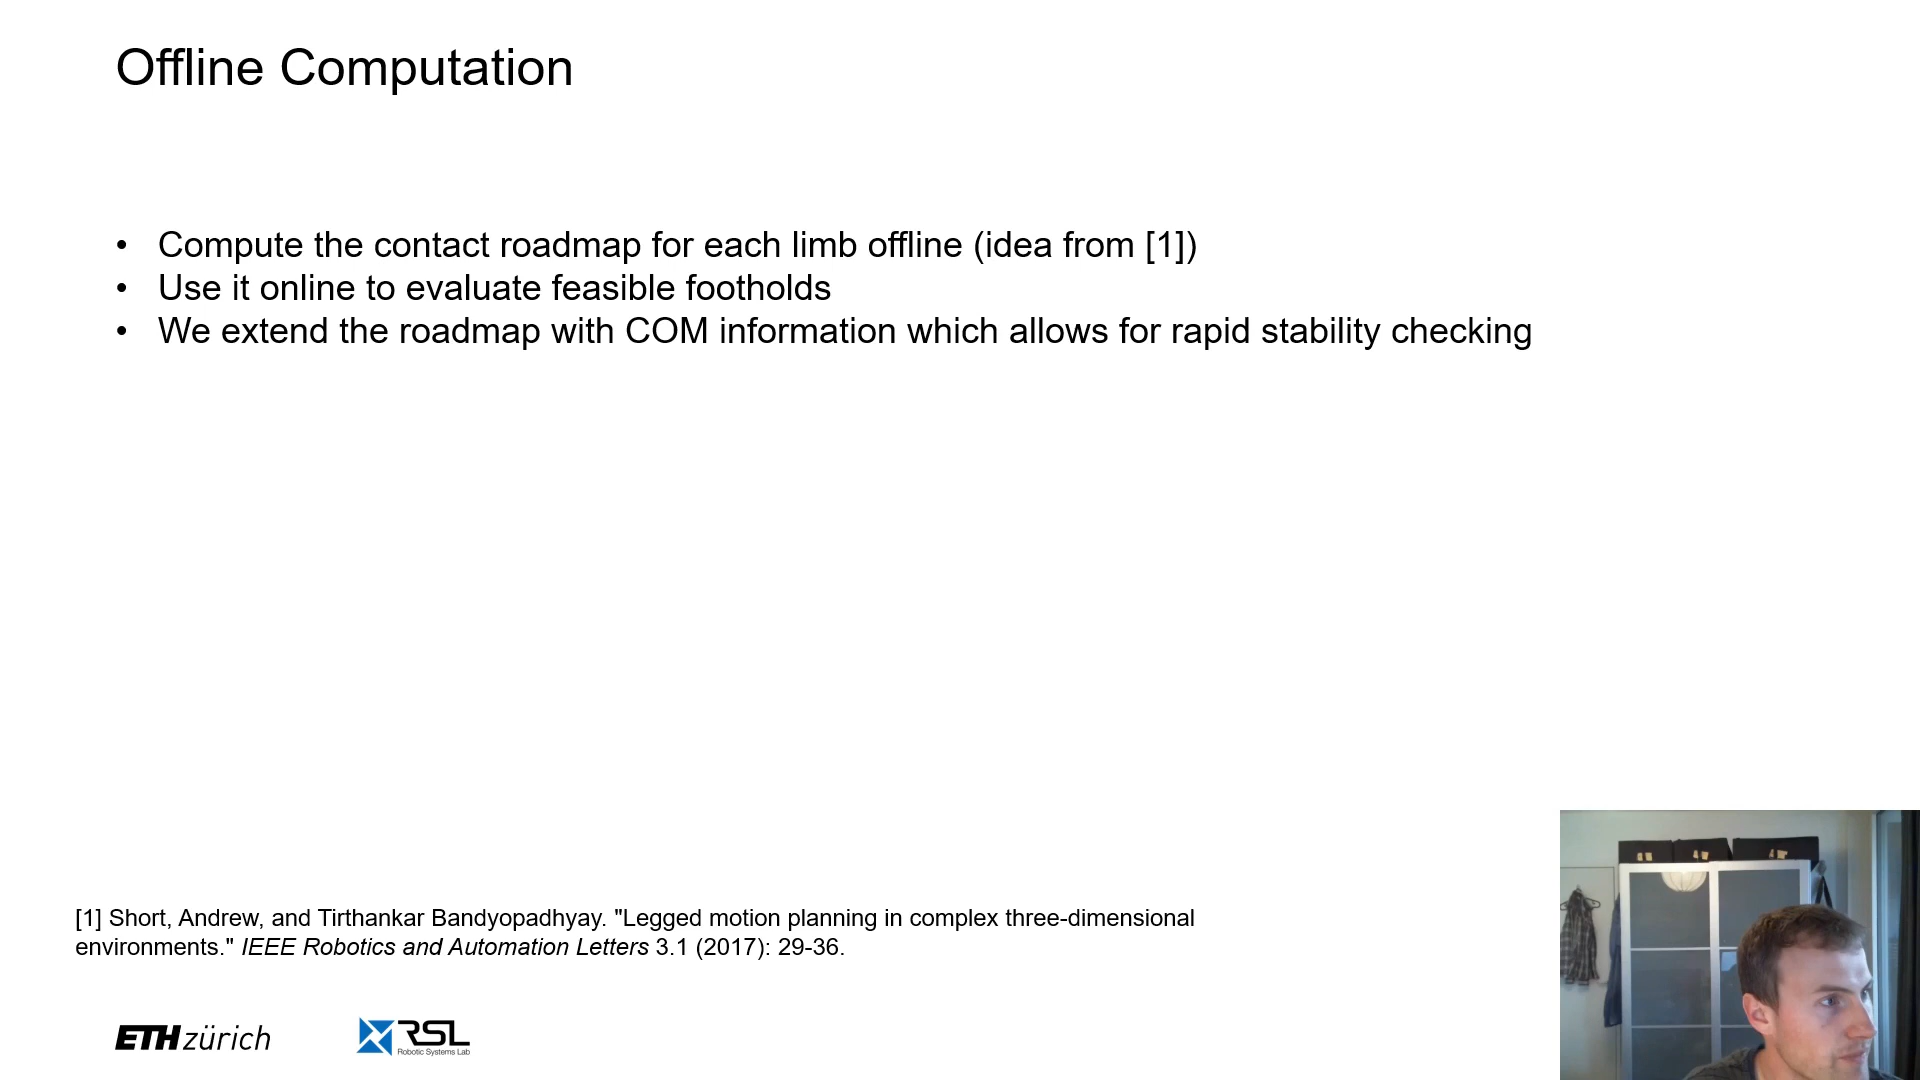 Offline Computation
• Compute the contact roadmap for each limb offline (idea from [1])
• Use it online to evaluate feasible footholds
• We extend the roadmap with COM information which allows for rapid stability checking
[1] Short, Andrew, and Tirthankar Bandyopadhyay. "Legged motion planning in complex three-dimensional
environments." IEEE Robotics and Automation Letters 3.1 (2017): 29-36.
ETH zürich
RSL
Robotic Systems Lab